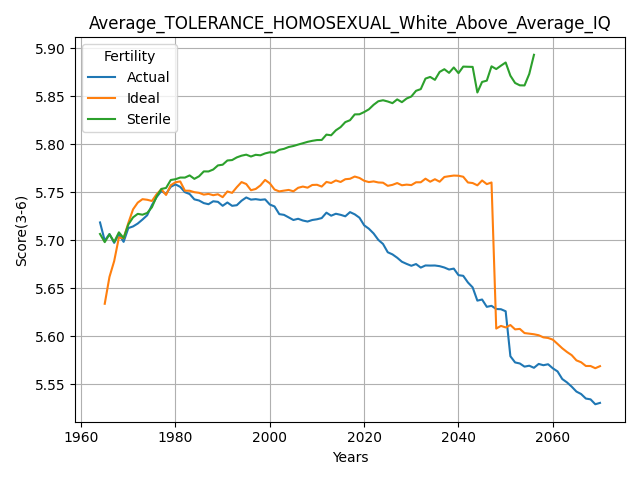 Average_TOLERANCE_HOMOSEXUAL_White_Above_Average_IQ
Fertility
Actual
Ideal
Sterile
Score(3-6)
5.90
5.85
5.80
5.75
5.70
5.65
5.60
5.55
1960
1980
2000
2020
2040
2060
Years